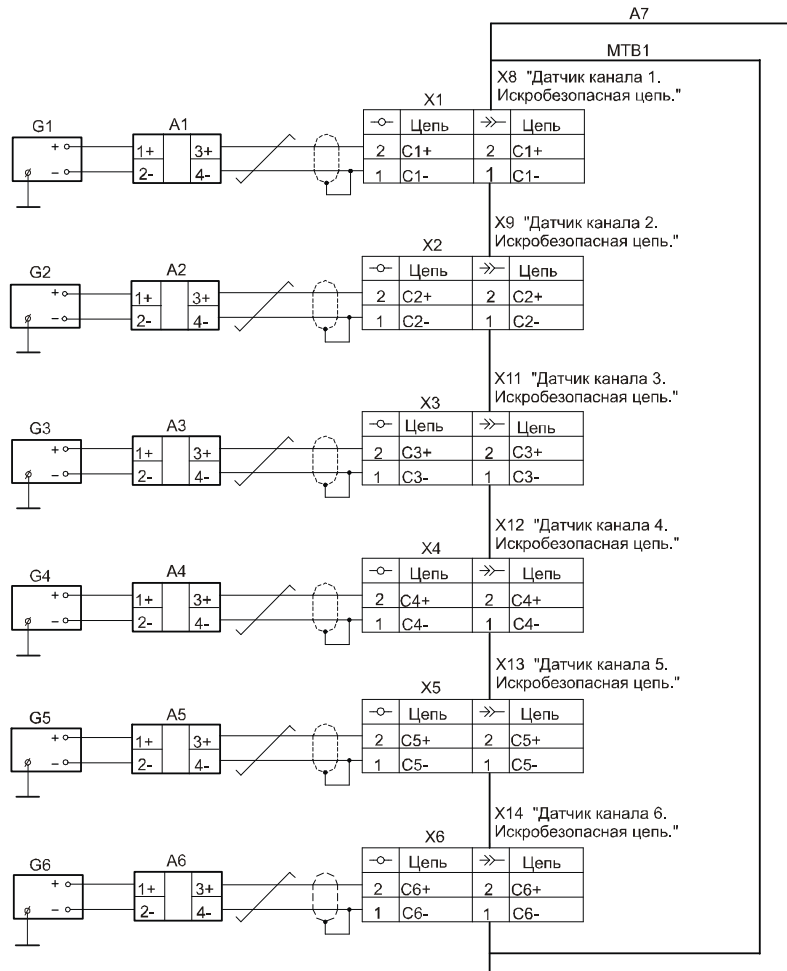 A7
MTB1
X8 "Датчик канала 1.
Искробезопасная цепь."
X1
Цепь Цепь
G1 A1
+ 1+ 3+ 2 C1+ 2 C1+
- 2- 4- 1 C1- 1 C1-
X9 "Датчик канала 2.
Искробезопасная цепь."
X2
Цепь Цепь
G2 A2
+ 1+ 3+ 2 C2+ 2 C2+
- 2- 4- 1 C2- 1 C2-
X11 "Датчик канала 3.
Искробезопасная цепь."
X3
Цепь Цепь
G3 A3
+ 1+ 3+ 2 C3+ 2 C3+
- 2- 4- 1 C3- 1 C3-
X12 "Датчик канала 4.
Искробезопасная цепь."
X4
Цепь Цепь
G4 A4
+ 1+ 3+ 2 C4+ 2 C4+
- 2- 4- 1 C4- 1 C4-
X13 "Датчик канала 5.
Искробезопасная цепь."
X5
Цепь Цепь
G5 A5
+ 1+ 3+ 2 C5+ 2 C5+
- 2- 4- 1 C5- 1 C5-
X14 "Датчик канала 6.
Искробезопасная цепь."
X6
Цепь Цепь
G6 A6
+ 1+ 3+ 2 C6+ 2 C6+
- 2- 4- 1 C6- 1 C6-